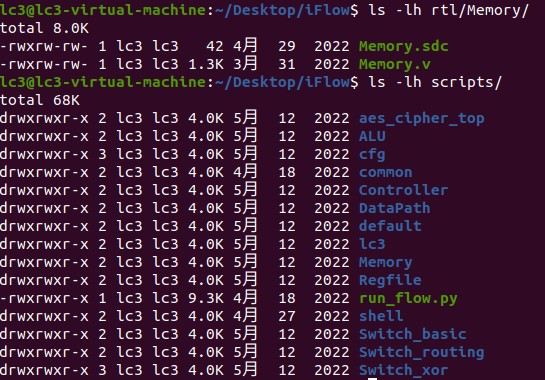 lc3@lc3-virtual-machine:~/Desktop/iFlow$ ls -lh rtl/Memory/
total 8.0K
-rwxrw-rw- 1 lc3 lc3   42 4月   29  2022 Memory.sdc
-rwxrw-rw- 1 lc3 lc3 1.3K 3月   31  2022 Memory.v
lc3@lc3-virtual-machine:~/Desktop/iFlow$ ls -lh scripts/
total 68K
drwxrwxr-x 2 lc3 lc3 4.0K 5月   12  2022 aes_cipher_top
drwxrwxr-x 2 lc3 lc3 4.0K 5月   12  2022 ALU
drwxrwxr-x 3 lc3 lc3 4.0K 5月   12  2022 cfg
drwxrwxr-x 2 lc3 lc3 4.0K 4月   18  2022 common
drwxrwxr-x 2 lc3 lc3 4.0K 5月   12  2022 Controller
drwxrwxr-x 2 lc3 lc3 4.0K 5月   12  2022 DataPath
drwxrwxr-x 2 lc3 lc3 4.0K 5月   12  2022 default
drwxrwxr-x 2 lc3 lc3 4.0K 5月   12  2022 lc3
drwxrwxr-x 2 lc3 lc3 4.0K 5月   12  2022 Memory
drwxrwxr-x 2 lc3 lc3 4.0K 5月   12  2022 Regfile
-rwxrwxr-x 1 lc3 lc3 9.3K 4月   18  2022 run_flow.py
drwxrwxr-x 2 lc3 lc3 4.0K 4月   27  2022 shell
drwxrwxr-x 2 lc3 lc3 4.0K 5月   12  2022 Switch_basic
drwxrwxr-x 2 lc3 lc3 4.0K 5月   12  2022 Switch_routing
drwxrwxr-x 3 lc3 lc3 4.0K 5月   12  2022 Switch_xor